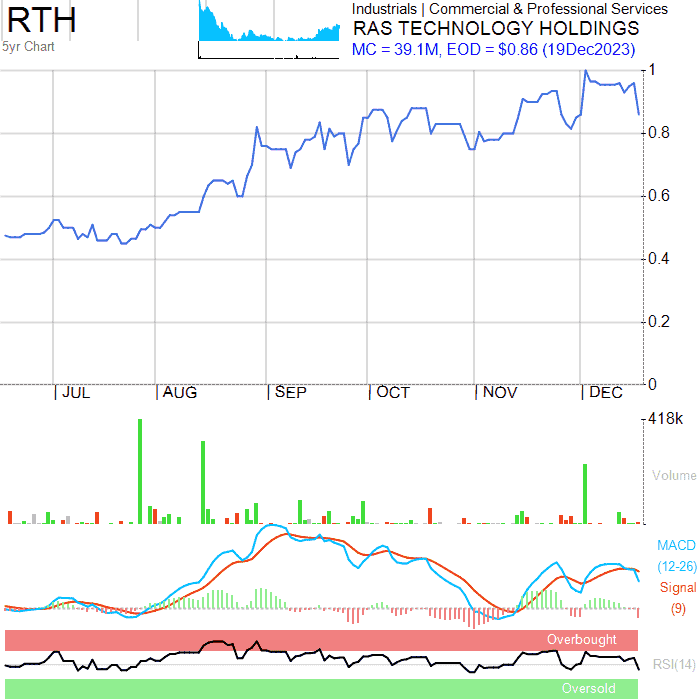 RTH
5yr Chart
Industrials | Commercial & Professional Services
RAS TECHNOLOGY HOLDINGS
MC = 39.1M, EOD = $0.86 (19Dec2023)
1
0.8
0.6
0.4
0.2
0
| JUL | AUG | SEP | OCT | NOV | DEC
418k
Volume
MACD
(12-26)
Signal
(9)
Overbought
RSI(14)
Oversold